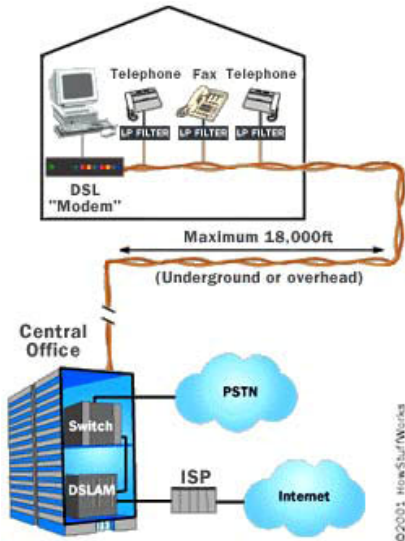 Telephone Fax Telephone
LP FILTER LP FILTER LP FILTER
DSL
"Modem"
Maximum 18,000ft
(Underground or overhead)
Central
Office
PSTN
Switch
ISP
DSLAM
Internet
©2001 HowStuffWorks